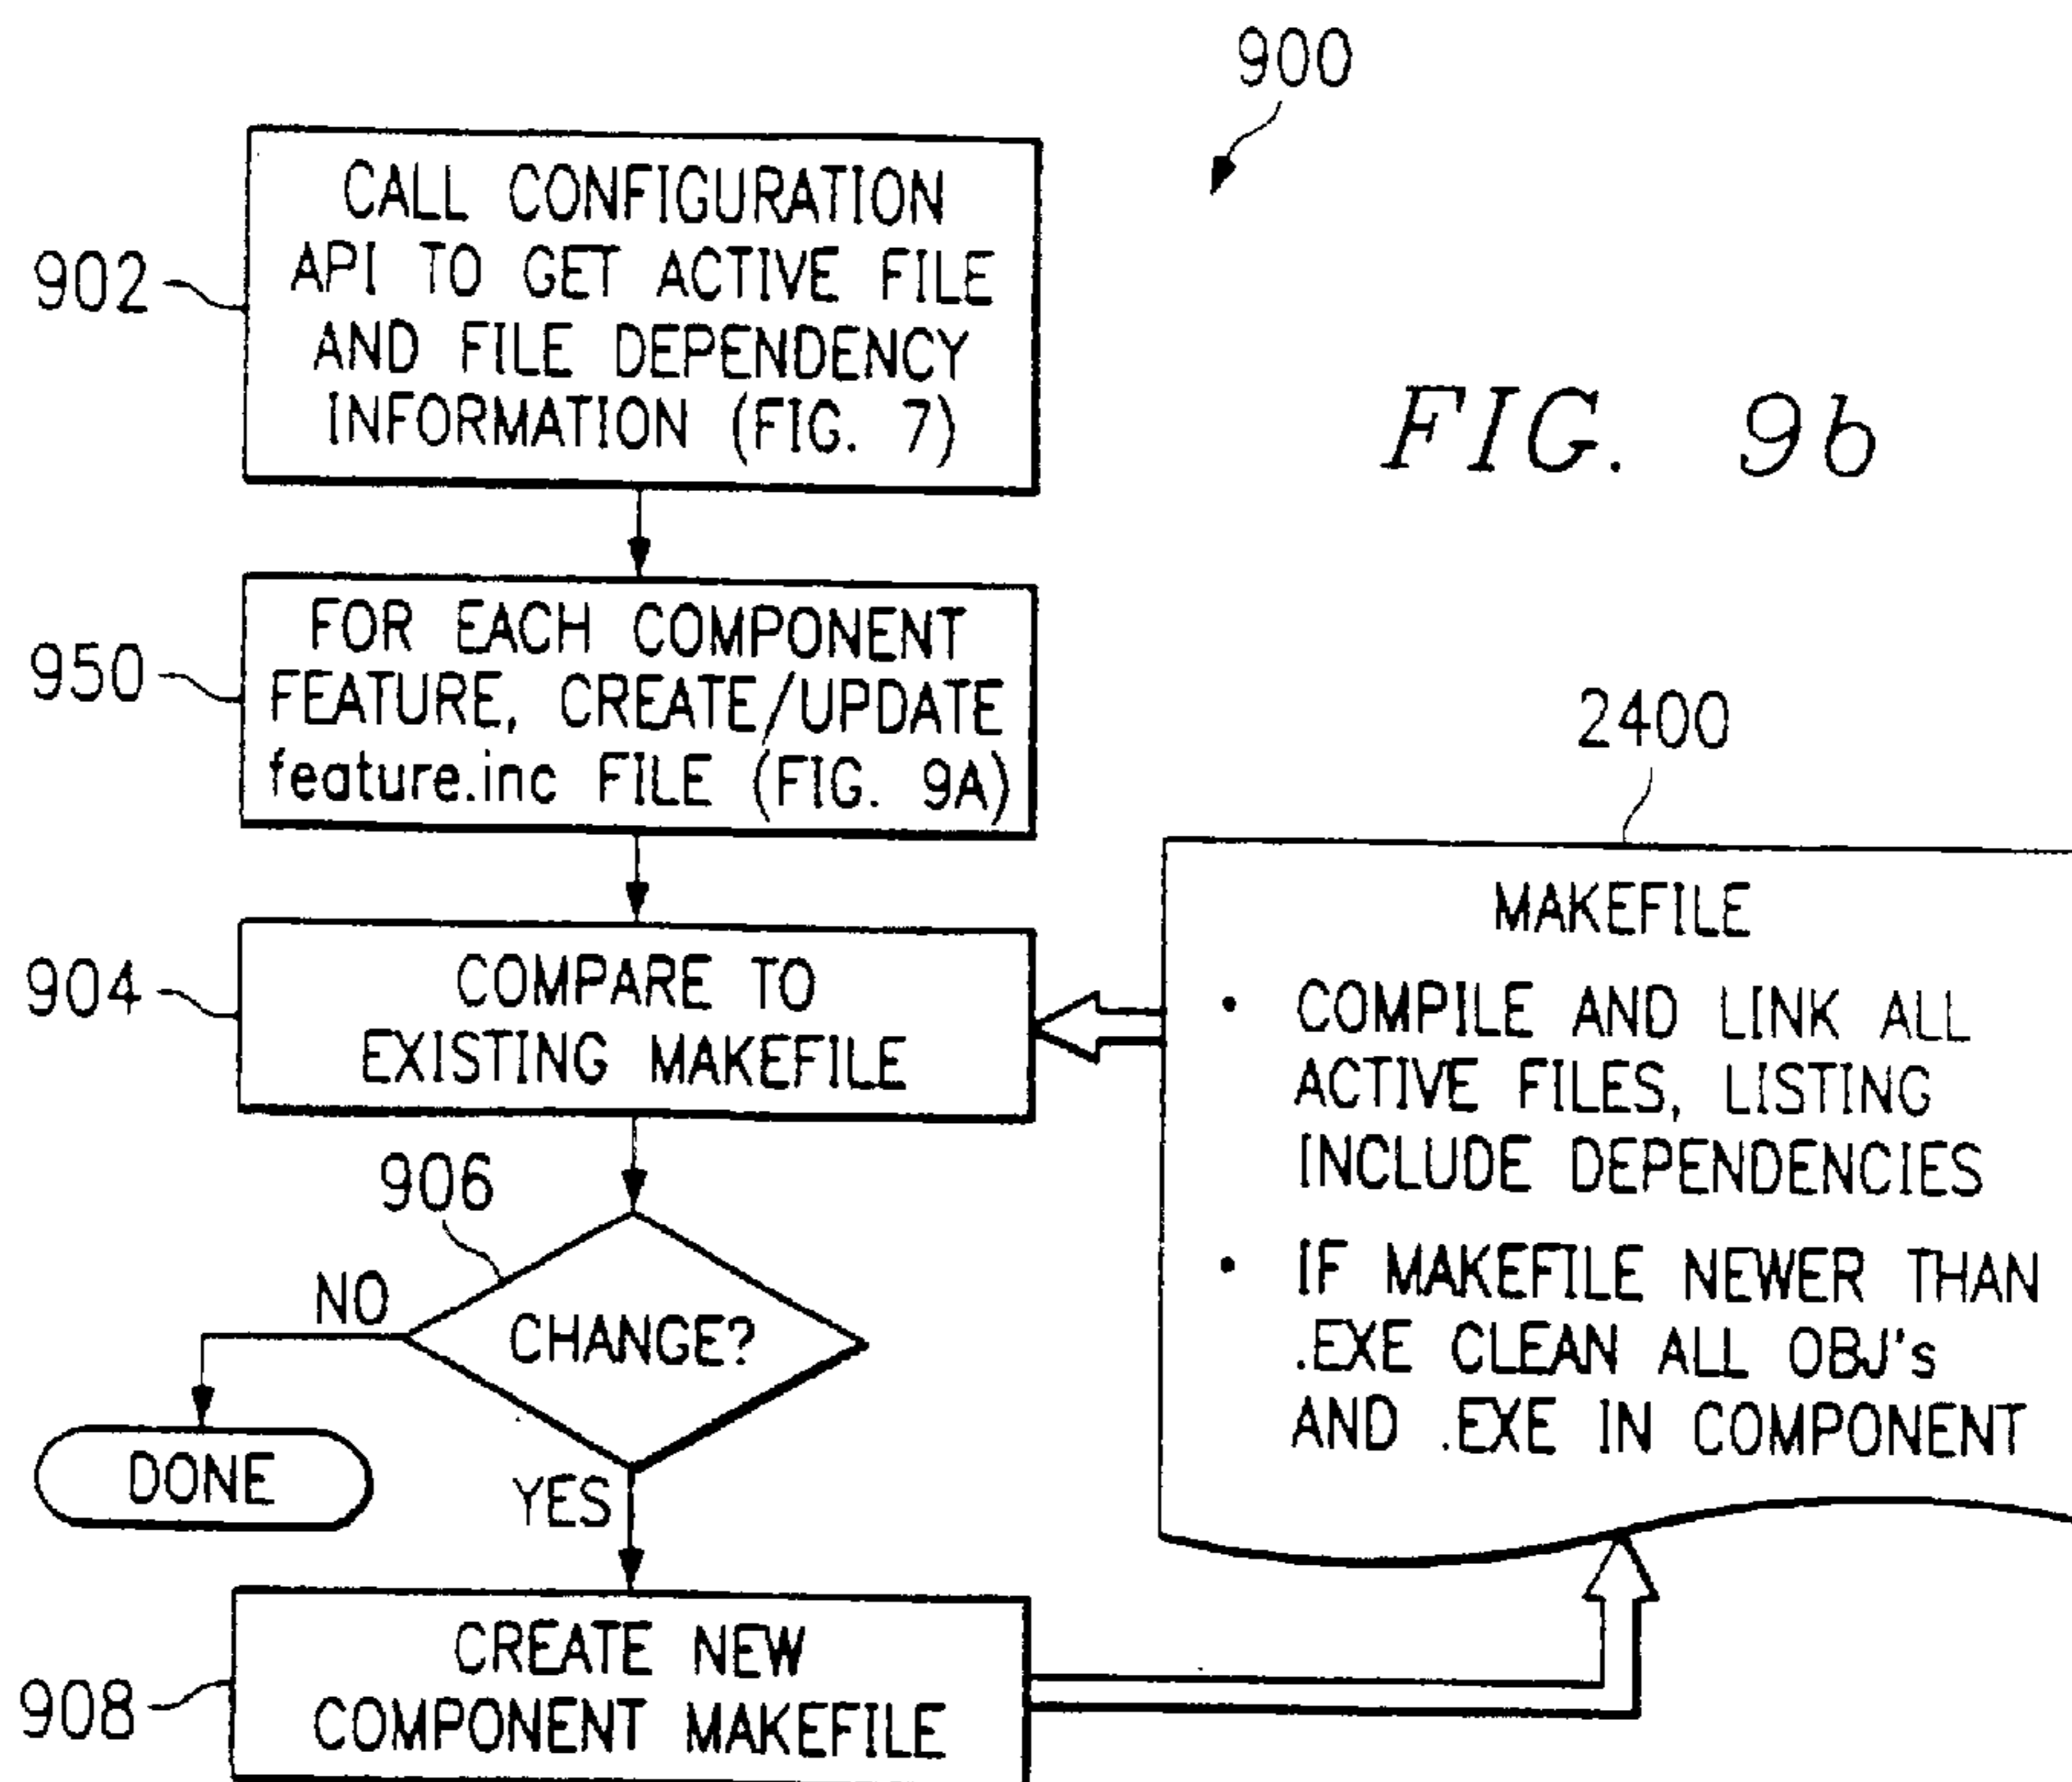 900
CALL CONFIGURATION
API TO GET ACTIVE FILE
AND FILE DEPENDENCY
INFORMATION (FIG. 7)
902
FIG. 9b
FOR EACH COMPONENT
FEATURE, CREATE/UPDATE
feature.inc FILE (FIG. 9A)
950
2400
COMPARE TO
EXISTING MAKEFILE
904
MAKEFILE
• COMPILE AND LINK ALL
ACTIVE FILES, LISTING
INCLUDE DEPENDENCIES
• IF MAKEFILE NEWER THAN
.EXE CLEAN ALL OBJ's
AND .EXE IN COMPONENT
906
NO
CHANGE?
DONE
YES
CREATE NEW
COMPONENT MAKEFILE
908